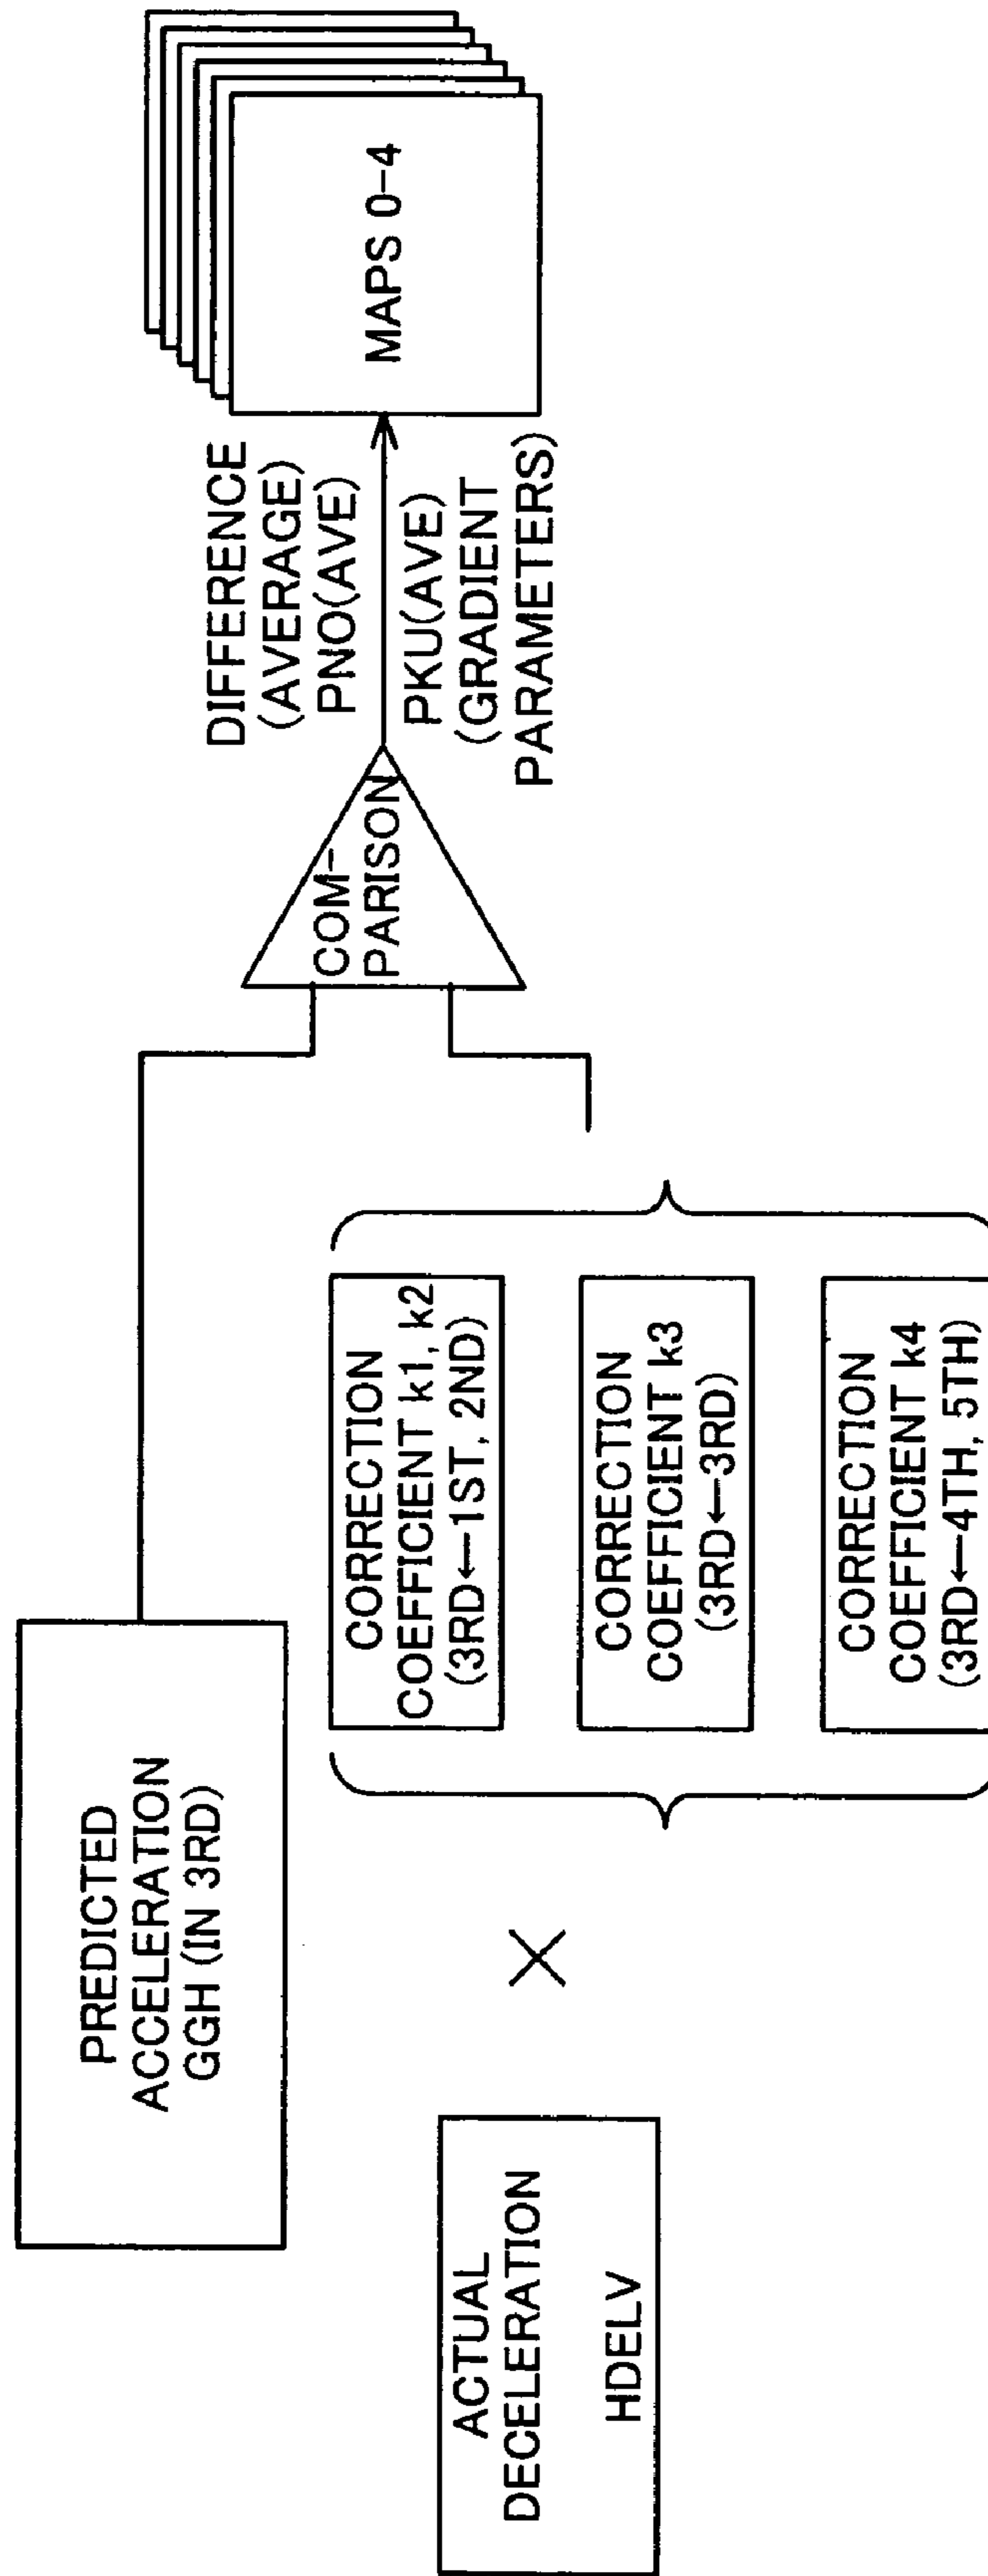 PREDICTED
ACCELERATION
GGH (IN 3RD)
ACTUAL
DECELERATION
HDELV
×
CORRECTION
COEFFICIENT k1, k2
(3RD←1ST, 2ND)
CORRECTION
COEFFICIENT k3
(3RD←3RD)
CORRECTION
COEFFICIENT k4
(3RD←4TH, 5TH)
COM-
PARISON
DIFFERENCE
(AVERAGE)
PNO(AVE)
PKU(AVE)
(GRADIENT
PARAMETERS)
MAPS 0-4